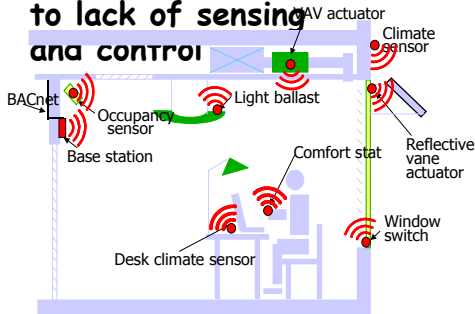 to lack of sensing
and control
VAV actuator
Climate
sensor
BACnet
Occupancy
sensor
Light ballast
Base station
Comfort stat
Reflective
vane
actuator
Window
switch
Desk climate sensor